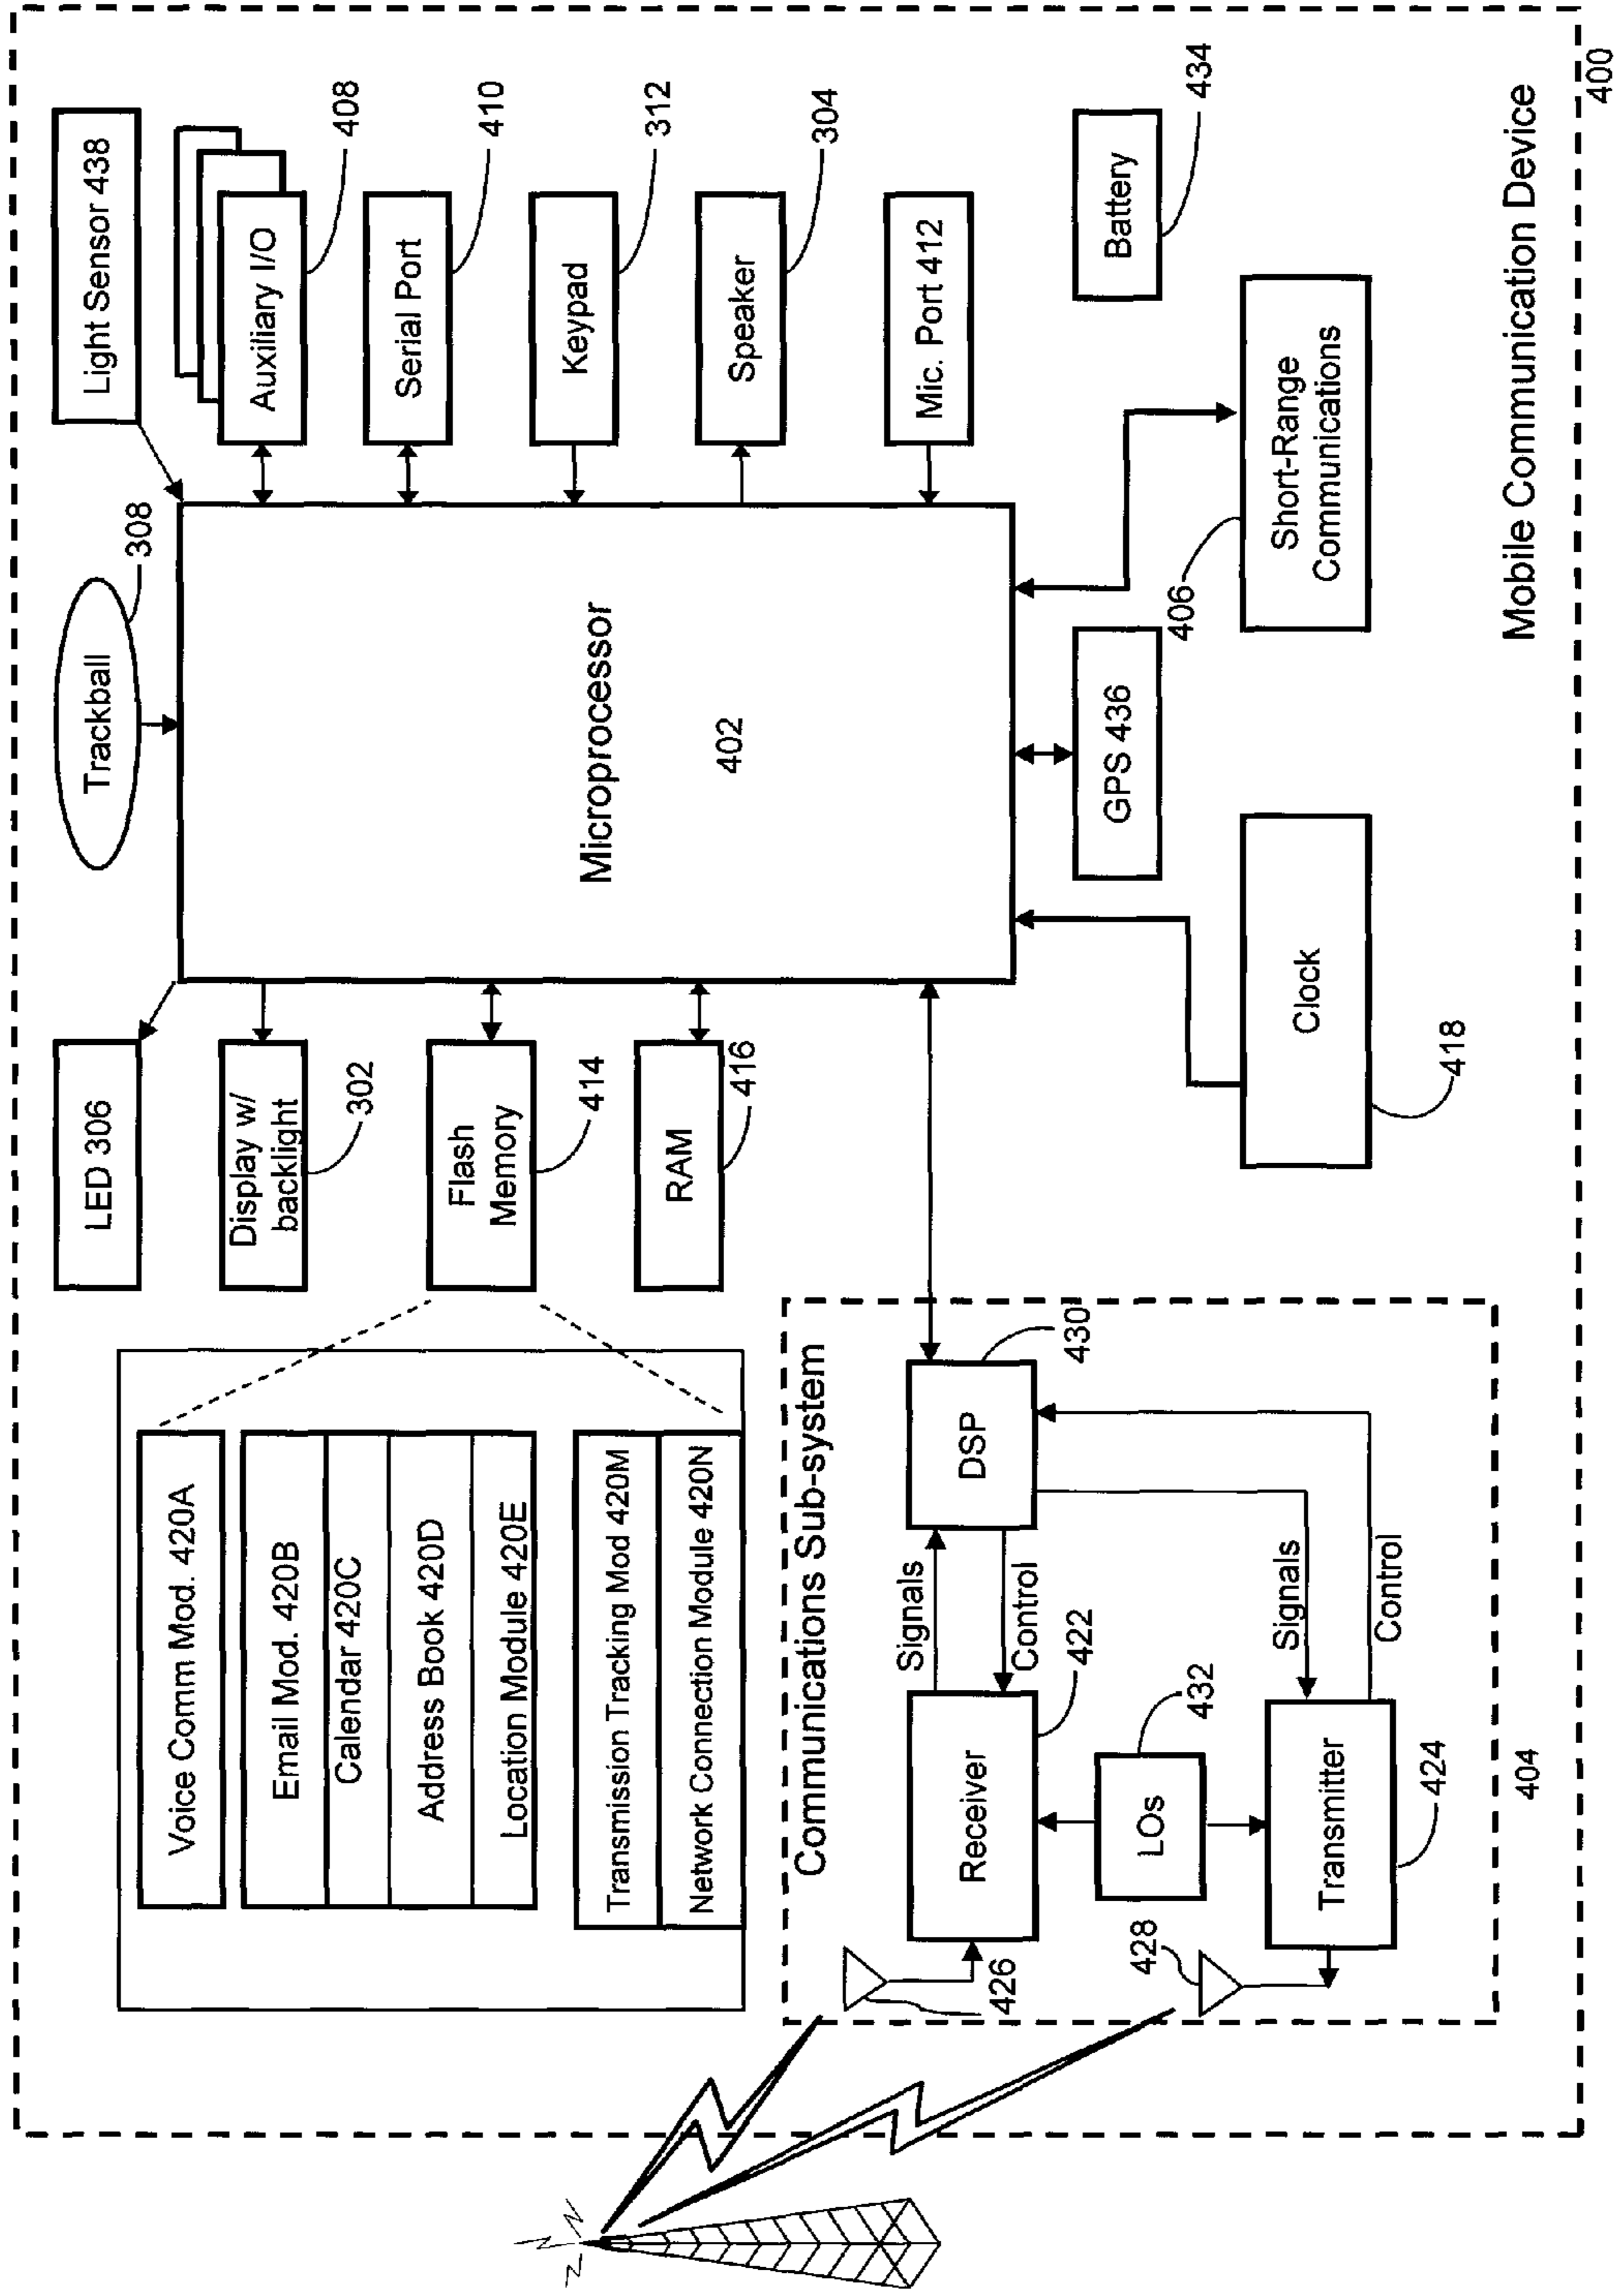 Trackball
308
Light Sensor 438
LED 306
Display w/
backlight
302
Flash
Memory
414
RAM
416
Voice Comm Mod. 420A
Email Mod. 420B
Calendar 420C
Address Book 420D
Location Module 420E
Transmission Tracking Mod 420M
Network Connection Module 420N
Microprocessor
402
Auxiliary I/O
408
Serial Port
410
Keypad
312
Speaker
304
Mic. Port 412
Communications Sub-system
DSP
430
Signals
Control
Receiver
422
426
LOs
432
428
Signals
Control
Transmitter
424
404
GPS 436
Clock
418
406
Short-Range
Communications
Battery
434
Mobile Communication Device
400